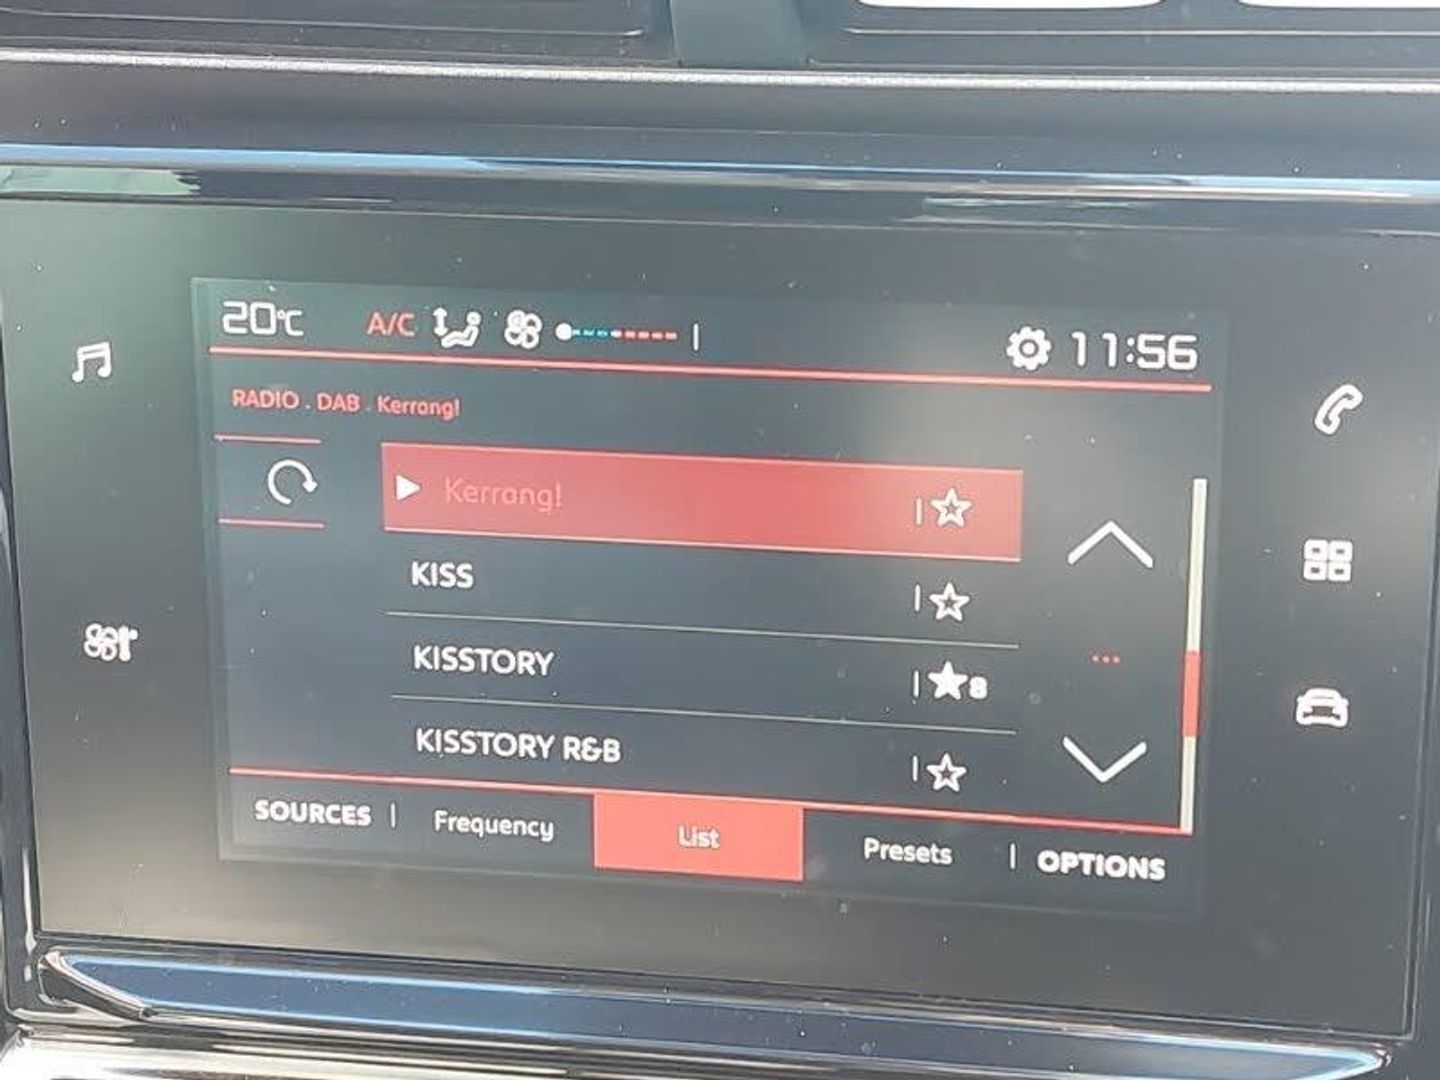 20°C A/C 11:56
RADIO . DAB . Kerrang!
Kerrang!
KISS
KISSTORY 8
KISSTORY R&B
SOURCES Frequency List Presets OPTIONS